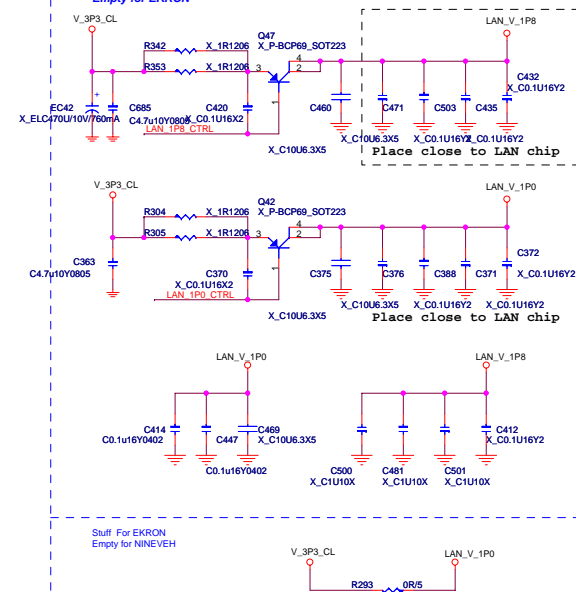 Empty for EKRON
V_3P3_CL
LAN_V_1P8
Q47
R342 X_1R1206 X_P-BCP69_SOT223
R353 X_1R1206 3 4 2
C432
X_C0.1U16Y2
1
EC42 C685 C420 C460 C471 C503 C435
X_ELC470U/10V/760mA C4.7u10Y0805 X_C0.1U16X2
LAN_1P8_CTRL
X_C10U6.3X5 X_C0.1U16Y2 X_C0.1U16Y2
X_C10U6.3X5
Place close to LAN chip
V_3P3_CL
LAN_V_1P0
Q42
R304 X_1R1206 X_P-BCP69_SOT223
R305 X_1R1206 3 4 2
C372
C363
1
C4.7u10Y0805 C370 C375 C376 C388 C371 X_C0.1U16Y2
X_C0.1U16X2
LAN_1P0_CTRL
X_C10U6.3X5 X_C0.1U16Y2 X_C0.1U16Y2
X_C10U6.3X5
Place close to LAN chip
LAN_V_1P0
LAN_V_1P8
C414 C469 C412
C0.1u16Y0402 C447 X_C10U6.3X5 X_C0.1U16Y2
C0.1u16Y0402
C500 C481 C501
X_C1U10X X_C1U10X X_C1U10X
Stuff For EKRON
Empty for NINEVEH
V_3P3_CL
LAN_V_1P0
R293 0R/5